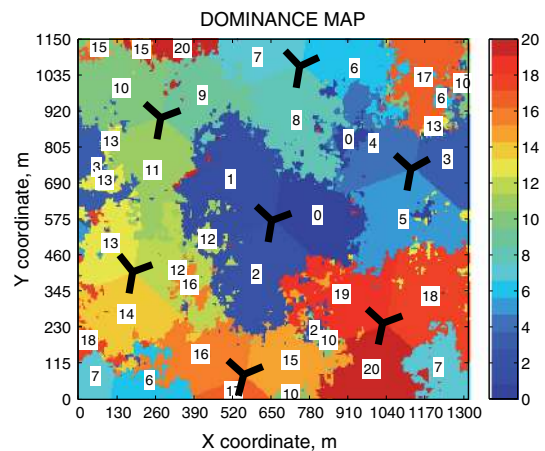 DOMINANCE MAP
1150 15 15 20 7 6 20
1035 10 17 10 18
920 9 6 16
8 13 14
805 13 0 4 12
3 11 3
690 13 1 10
575 0 5 8
13 12
460 12 2 6
345 16 19 18 4
14
230 18 2 10 2
16 15
115 7 6 20 7
0 10 0
0 130 260 390 520 650 780 910 1040 1170 1300
X coordinate, m
Y coordinate, m